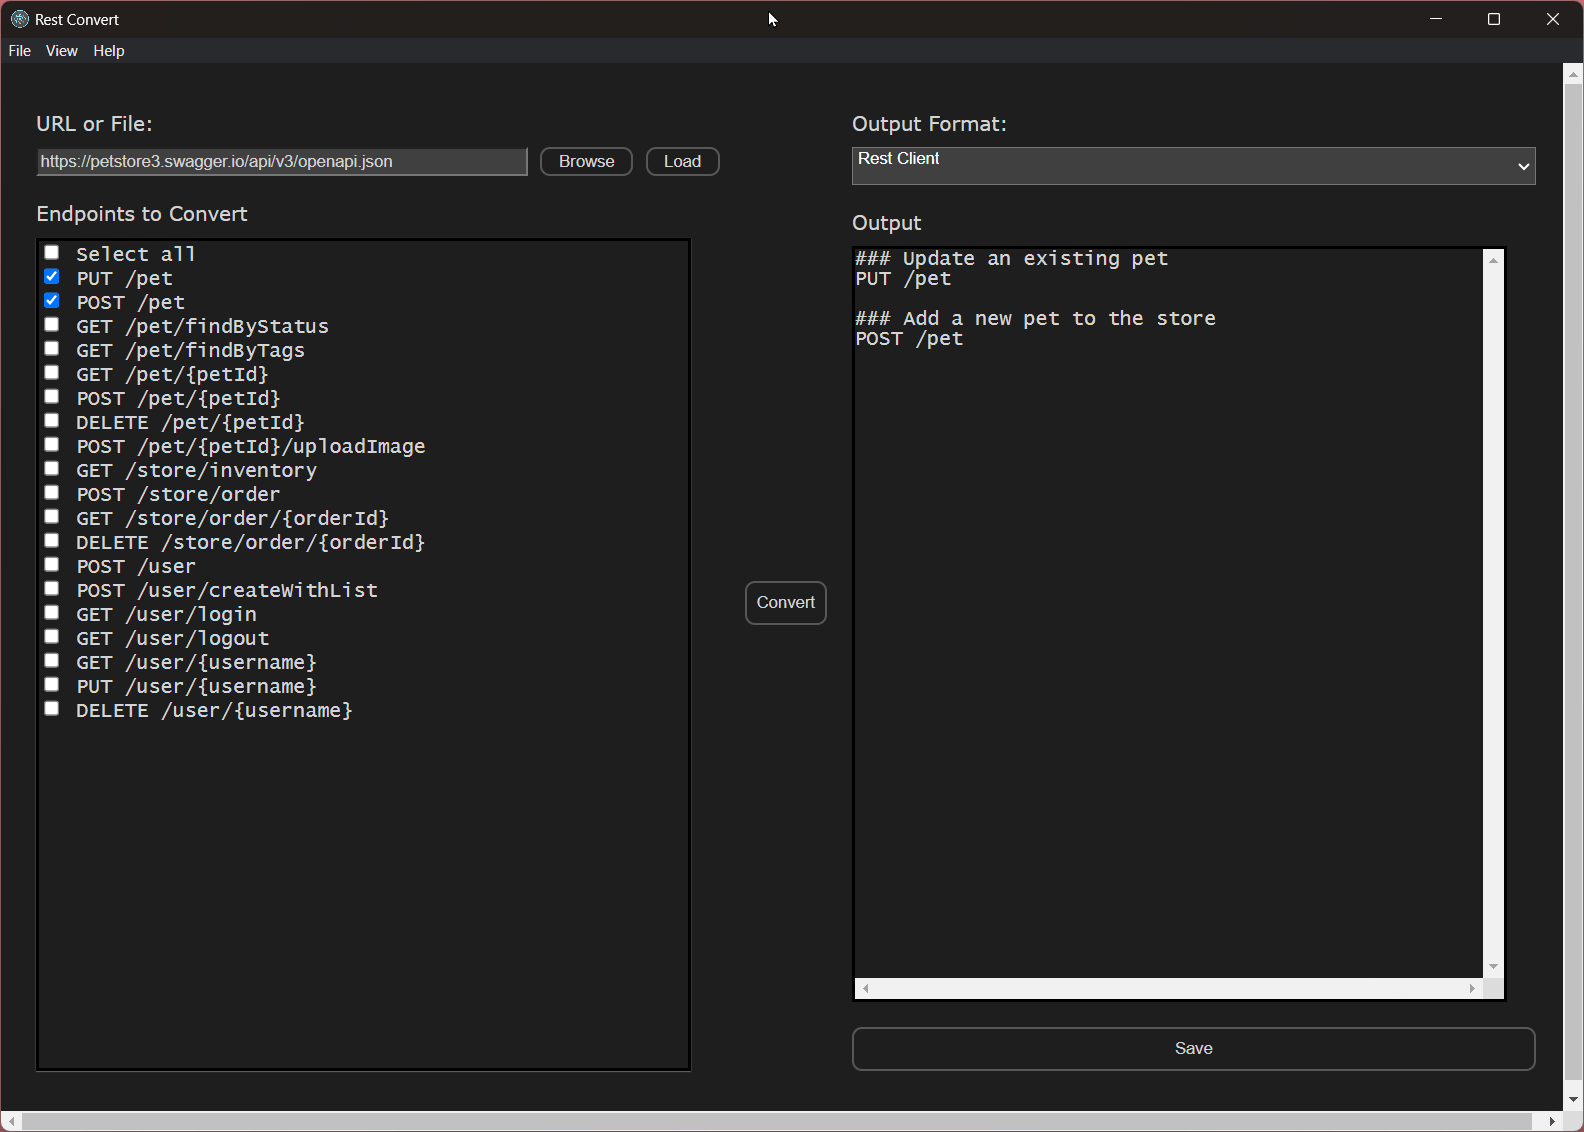 Rest Convert
File View Help
URL or File:
https://petstore3.swagger.io/api/v3/openapi.json
Browse
Load
Endpoints to Convert
Select all
PUT /pet
POST /pet
GET /pet/findByStatus
GET /pet/findByTags
GET /pet/{petId}
POST /pet/{petId}
DELETE /pet/{petId}
POST /pet/{petId}/uploadImage
GET /store/inventory
POST /store/order
GET /store/order/{orderId}
DELETE /store/order/{orderId}
POST /user
POST /user/createWithList
GET /user/login
GET /user/logout
GET /user/{username}
PUT /user/{username}
DELETE /user/{username}
Convert
Output Format:
Rest Client
Output
### Update an existing pet
PUT /pet
### Add a new pet to the store
POST /pet
Save